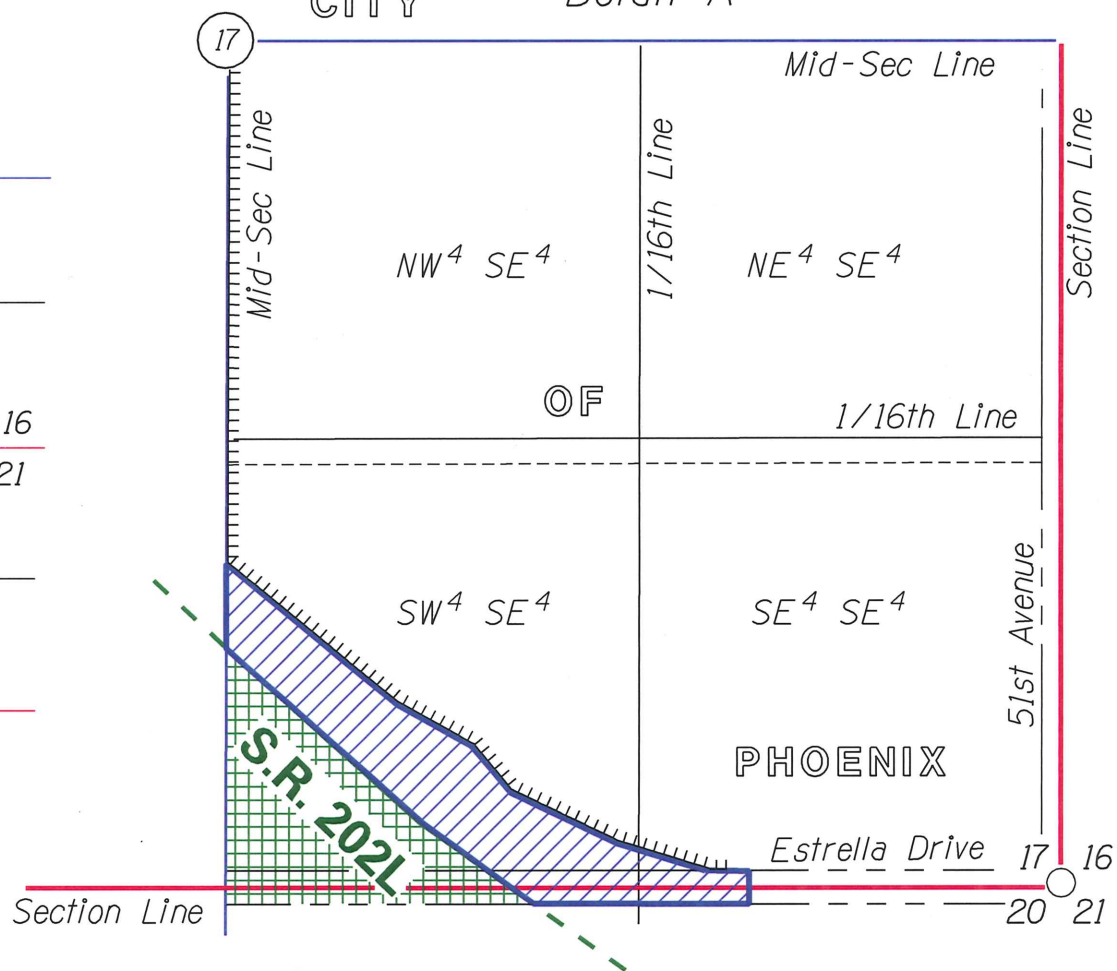 CITY
17
Mid-Sec Line
Section Line
Mid-Sec Line
1/16th Line
NW4 SE4
NE4 SE4
OF
1/16th Line
16
21
SW4 SE4
SE4 SE4
51st Avenue
S.R. 202L
PHOENIX
Estrella Drive
17 16
20 21
Section Line